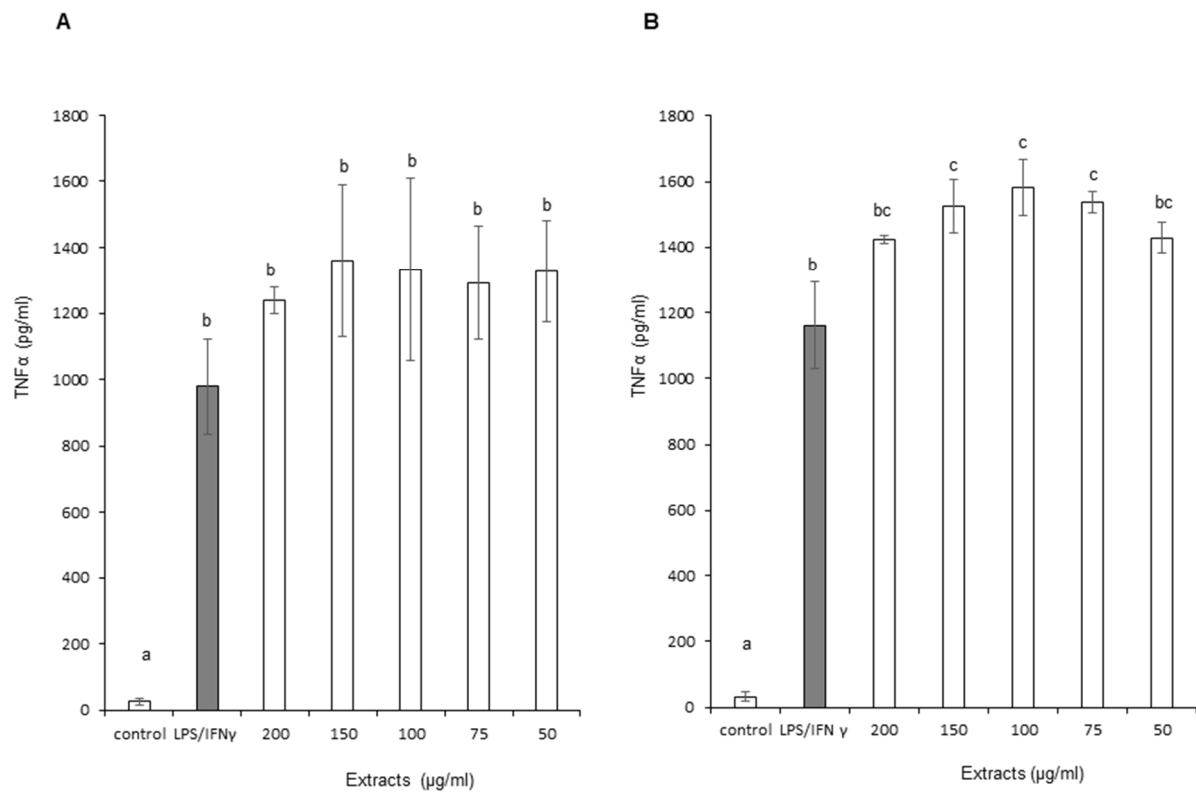 A
1800
1600
1400
1200
1000
800
600
400
200
0
TNFα (pg/ml)
a
b
b
b
b
b
b
control LPS/IFNγ 200 150 100 75 50
Extracts (µg/ml)
B
1800
1600
1400
1200
1000
800
600
400
200
0
TNFα (pg/ml)
a
b
bc
c
c
c
bc
control LPS/IFN γ 200 150 100 75 50
Extracts (µg/ml)